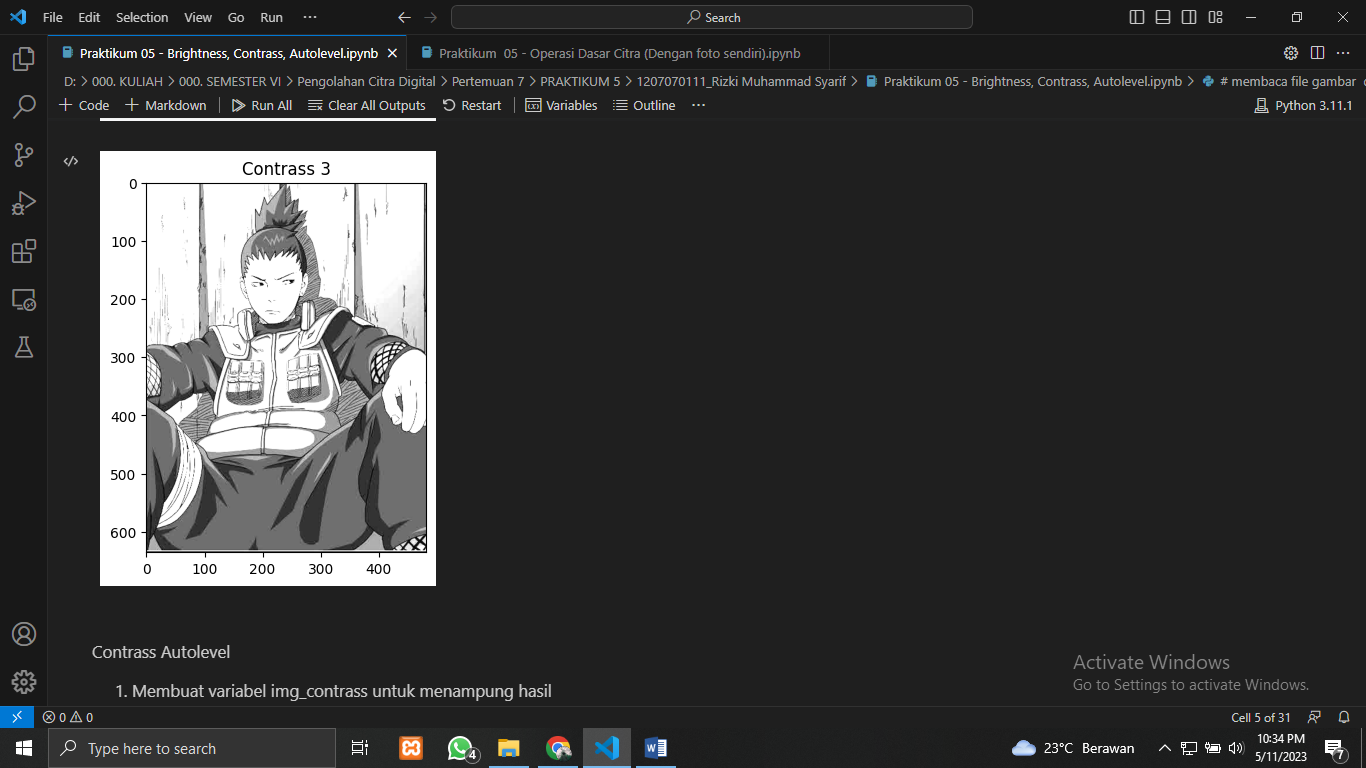 File Edit Selection View Go Run ··· Search
Praktikum 05 - Brightness, Contrass, Autolevel.ipynb Praktikum 05 - Operasi Dasar Citra (Dengan foto sendiri).ipynb
D: > 000. KULIAH > 000. SEMESTER VI > Pengolahan Citra Digital > Pertemuan 7 > PRAKTIKUM 5 > 1207070111_Rizki Muhammad Syarif > Praktikum 05 - Brightness, Contrass, Autolevel.ipynb > # membaca file gambar
+ Code + Markdown Run All Clear All Outputs Restart Variables Outline ··· Python 3.11.1
Contrass 3
0
100
200
300
400
500
600
0 100 200 300 400
Contrass Autolevel
1. Membuat variabel img_contrass untuk menampung hasil
Activate Windows
Go to Settings to activate Windows.
0 0 Cell 5 of 31
Type here to search 4 23°C Berawan 10:34 PM
5/11/2023 7